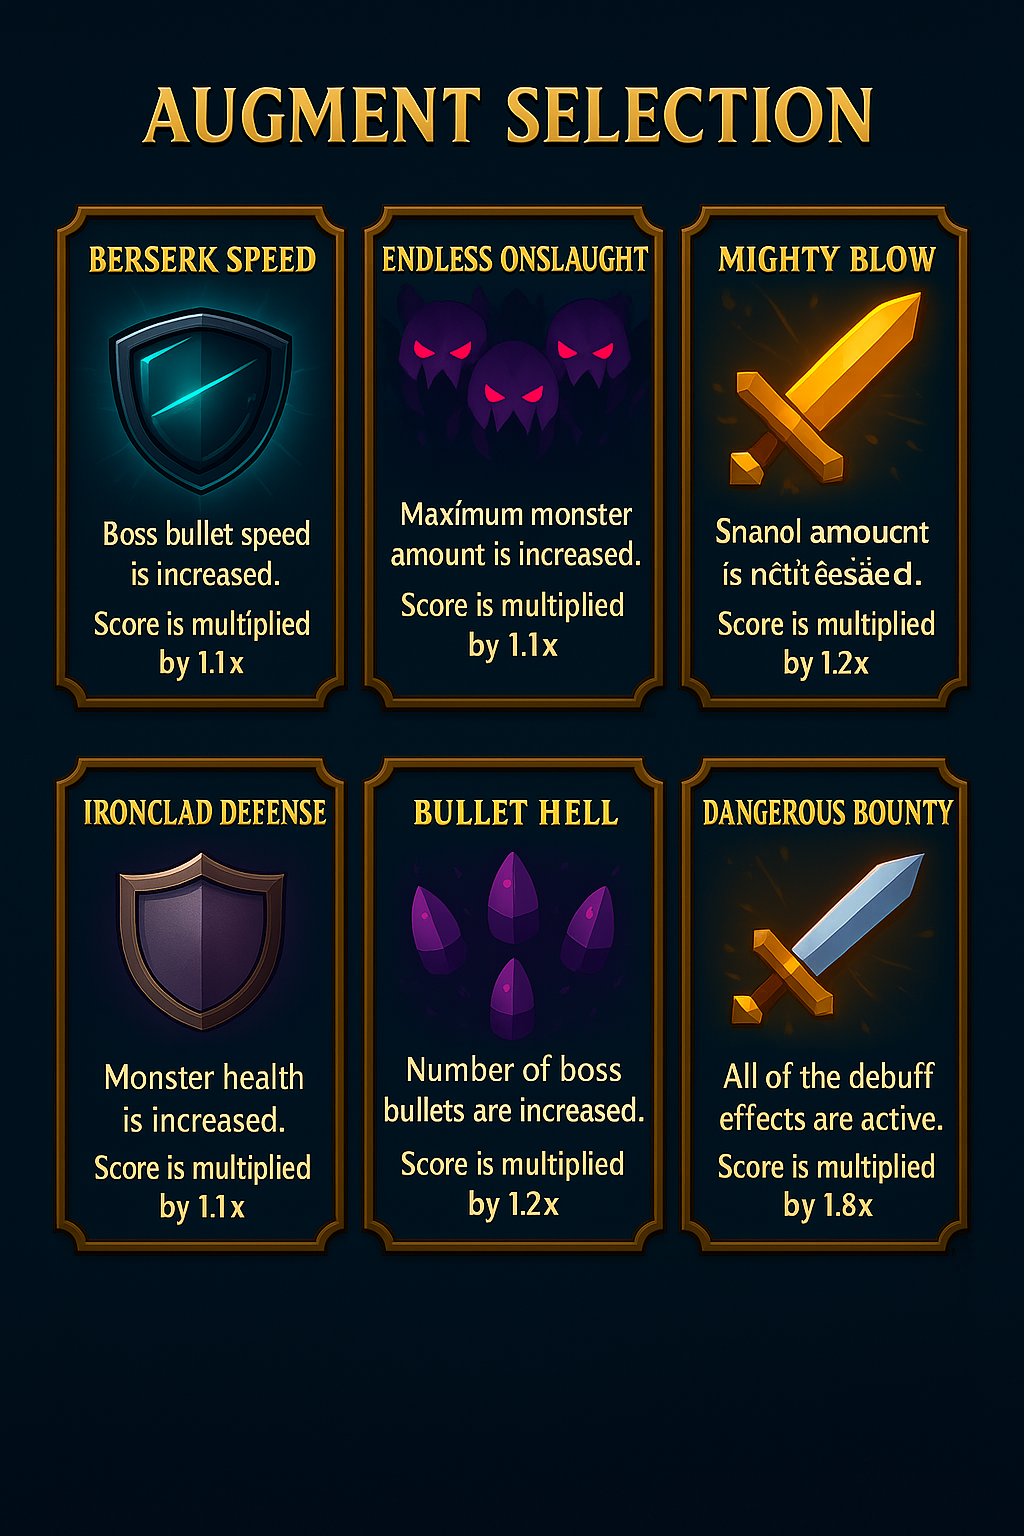 AUGMENT SELECTION
BERSERK SPEED
Boss bullet speed
is increased.
Score is multíplied
by 1.1x
ENDLESS ONSLAUGHT
Maxímum monster
amount is increased.
Score is multiplied
by 1.1x
MIGHTY BLOW
Snanol amoucnt
ís
Score is multiplied
by 1.2x
IRONCLAD DEFENSE
Monster health
is increased.
Score is multiplied
by 1.1x
BULLET HELL
Number of boss
bullets are increased.
Score is multiplied
by 1.2x
DANGEROUS BOUNTY
All of the debuff
effects are active.
Score is multiplied
by 1.8x